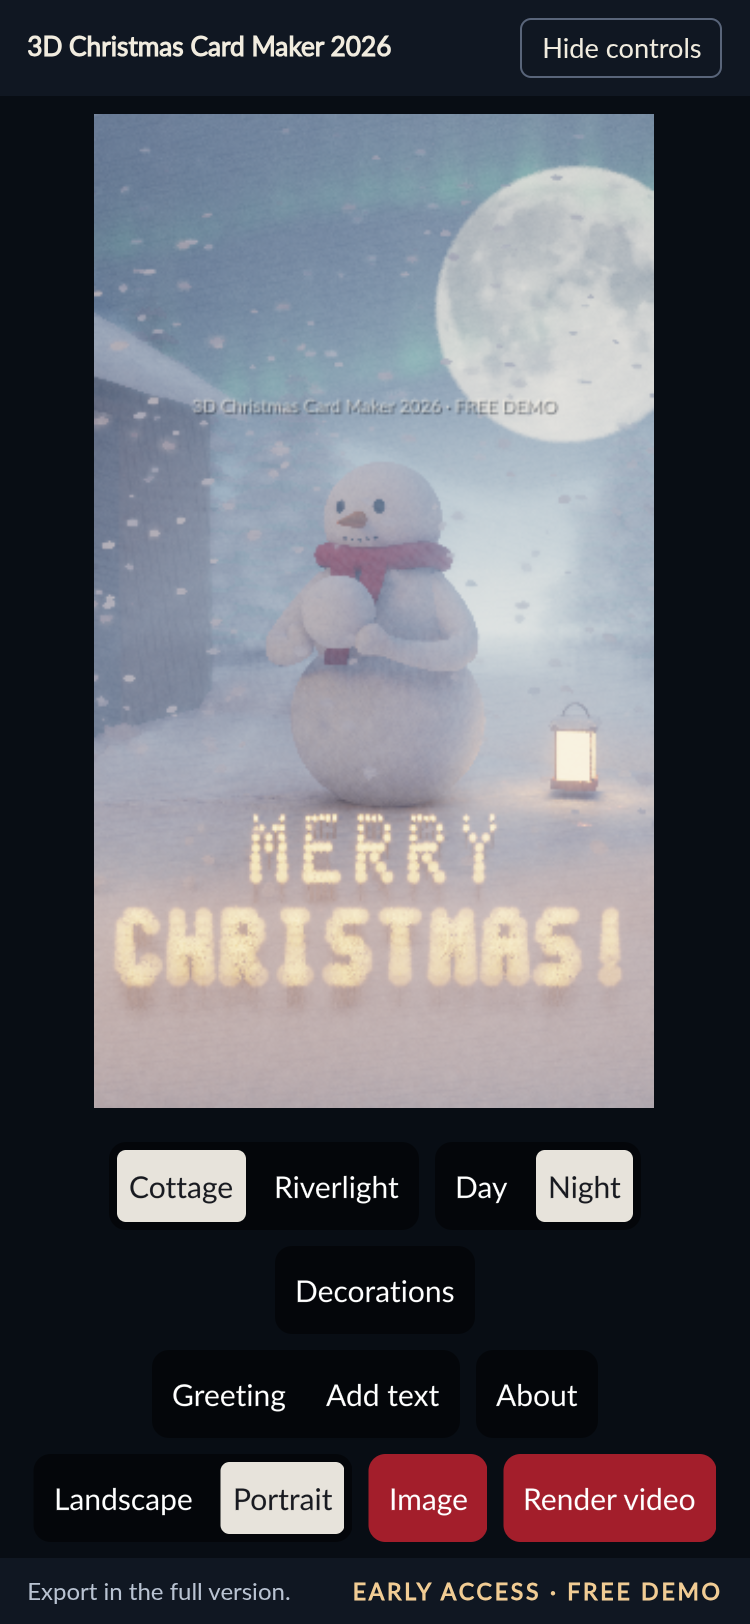 3D Christmas Card Maker 2026
Hide controls
3D Christmas Card Maker 2026 · FREE DEMO
MERRY
CHRISTMAS!
Cottage Riverlight Day Night
Decorations
Greeting Add text About
Landscape Portrait Image Render video
Export in the full version. EARLY ACCESS · FREE DEMO